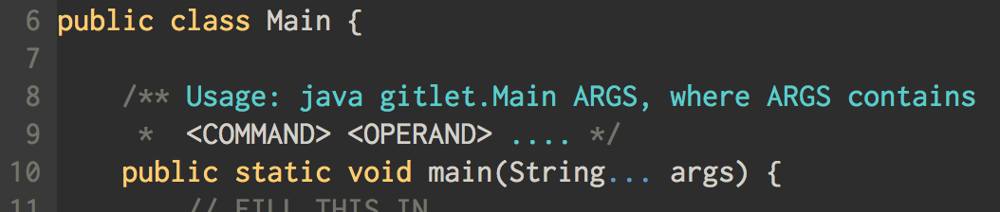 6 public class Main {
7
8 /** Usage: java gitlet.Main ARGS, where ARGS contains
9 * <COMMAND> <OPERAND> .... */
10 public static void main(String... args) {
11 // FILL THIS IN